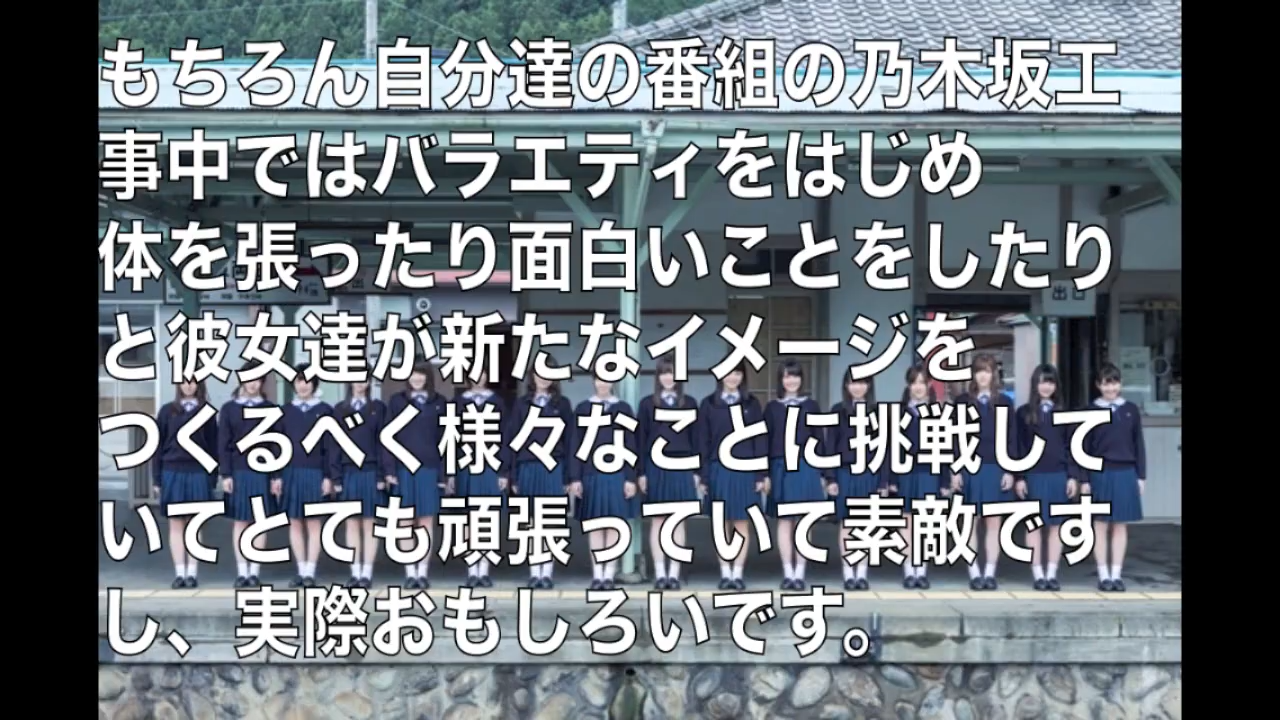 もちろん自分達の番組の乃木坂工
事中ではバラエティをはじめ
体を張ったり面白いことをしたり
と彼女達が新たなイメージを
つくるべく様々なことに挑戦して
いてとても頑張っていて素敵です
し、実際おもしろいです。
出口